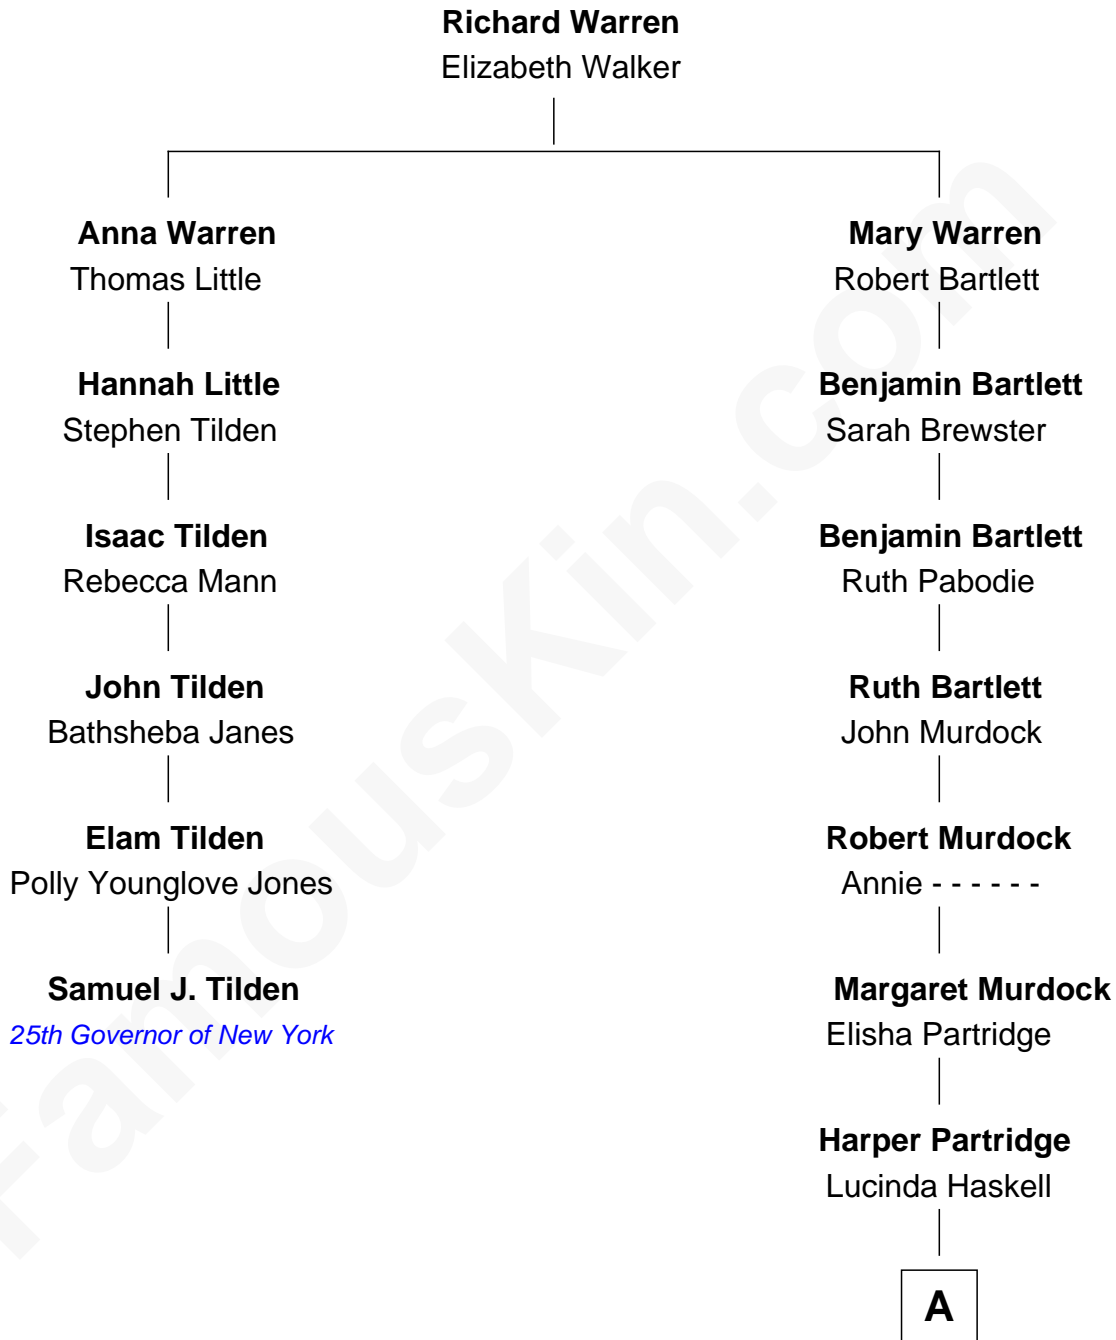 Richard Warren
Elizabeth Walker
Anna Warren
Thomas Little
Hannah Little
Stephen Tilden
Isaac Tilden
Rebecca Mann
John Tilden
Bathsheba Janes
Elam Tilden
Polly Younglove Jones
Samuel J. Tilden
25th Governor of New York
Mary Warren
Robert Bartlett
Benjamin Bartlett
Sarah Brewster
Benjamin Bartlett
Ruth Pabodie
Ruth Bartlett
John Murdock
Robert Murdock
Annie - - - - - -
Margaret Murdock
Elisha Partridge
Harper Partridge
Lucinda Haskell
A
FamousKin.com